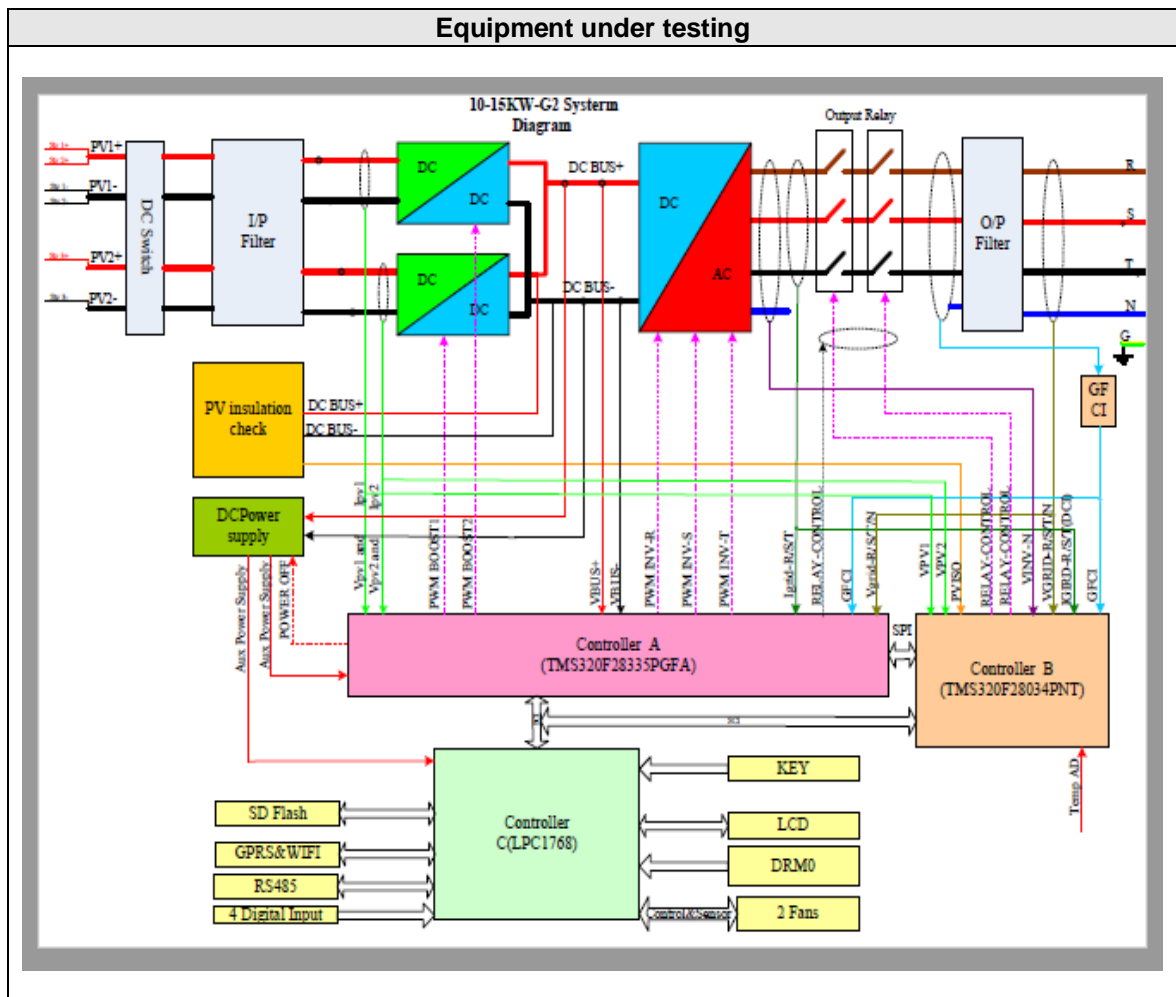 Equipment under testing
10-15KW-G2 Systerm
Diagram
Output Relay
PV1+
PV1-
PV2+
PV2-
DC Switch
I/P
Filter
DC
DC
DC
DC
DC BUS+
DC BUS-
DC
AC
O/P
Filter
R
S
T
N
G
GF
CI
PV insulation
check
DC BUS+
DC BUS-
DCPower
supply
Aux Power Supply
Aux Power Supply
POWER OFF
Vpv1 and Ipv1
Vpv2 and Ipv2
PWM BOOST1
PWM BOOST2
VBUS+
VBUS-
PWM INV-R
PWM INV-S
PWM INV-T
Igrid-R/S/T
RELAY-CONTROL
GFCI
Vgrid-R/S/T/N
VPV1
VPV2
PVISO
RELAY-CONTROL
RELAY-CONTROL
VINV-N
VGRID-R/S/T/N
IGIRD-R/S/T(DCI)
GFCI
Controller A
(TMS320F28335PGFA)
SPI
Controller B
(TMS320F28034PNT)
Temp AD
Controller
C(LPC1768)
SD Flash
GPRS&WIFI
RS485
4 Digital Input
KEY
LCD
DRM0
Control&Sensor
2 Fans